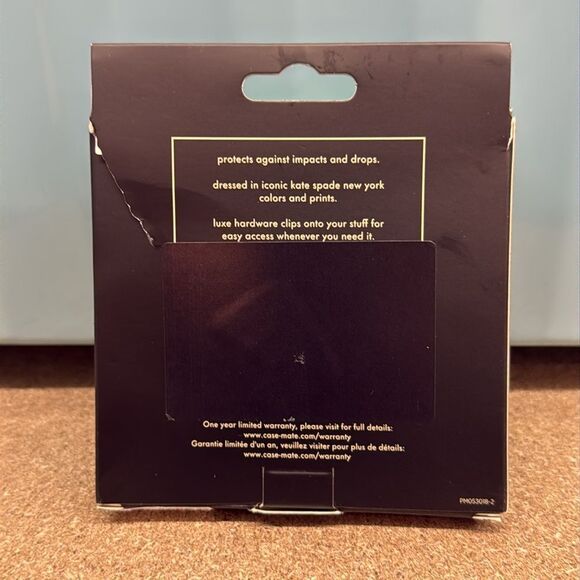 protects against impacts and drops.
dressed in iconic kate spade new york
colors and prints.
luxe hardware clips onto your stuff for
easy access whenever you need it.
One year limited warranty, please visit for full details:
www.case-mate.com/warranty
Garantie limitée d'un an, veuillez visiter pour plus de détails:
www.case-mate.com/warranty
PM053018-2